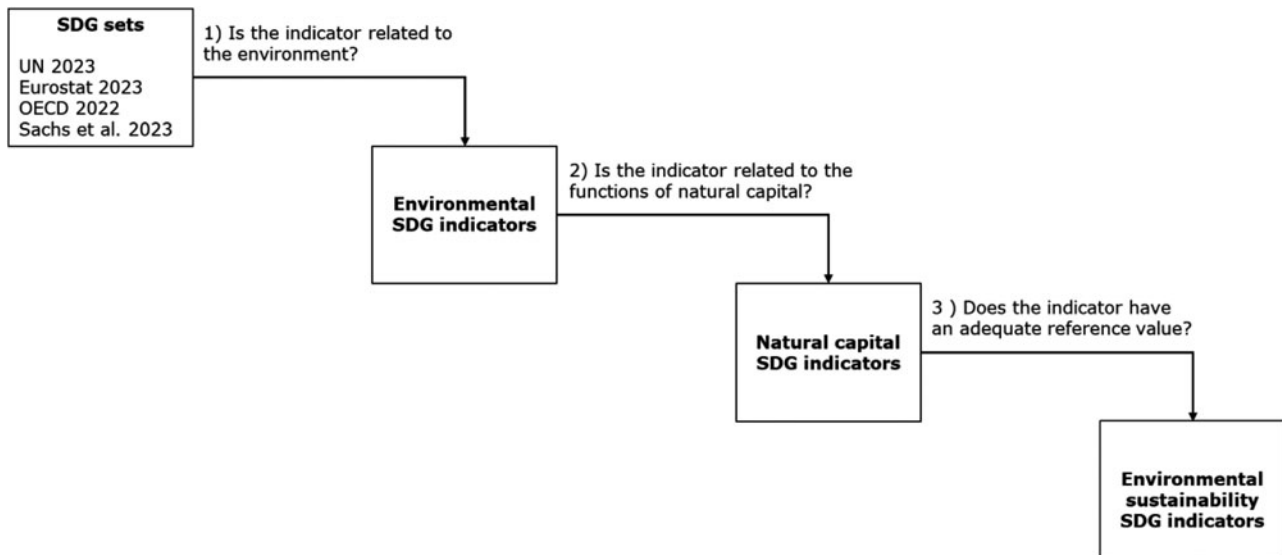 SDG sets
UN 2023
Eurostat 2023
OECD 2022
Sachs et al. 2023
1) Is the indicator related to
the environment?
Environmental
SDG indicators
2) Is the indicator related to the
functions of natural capital?
Natural capital
SDG indicators
3 ) Does the indicator have
an adequate reference value?
Environmental
sustainability
SDG indicators